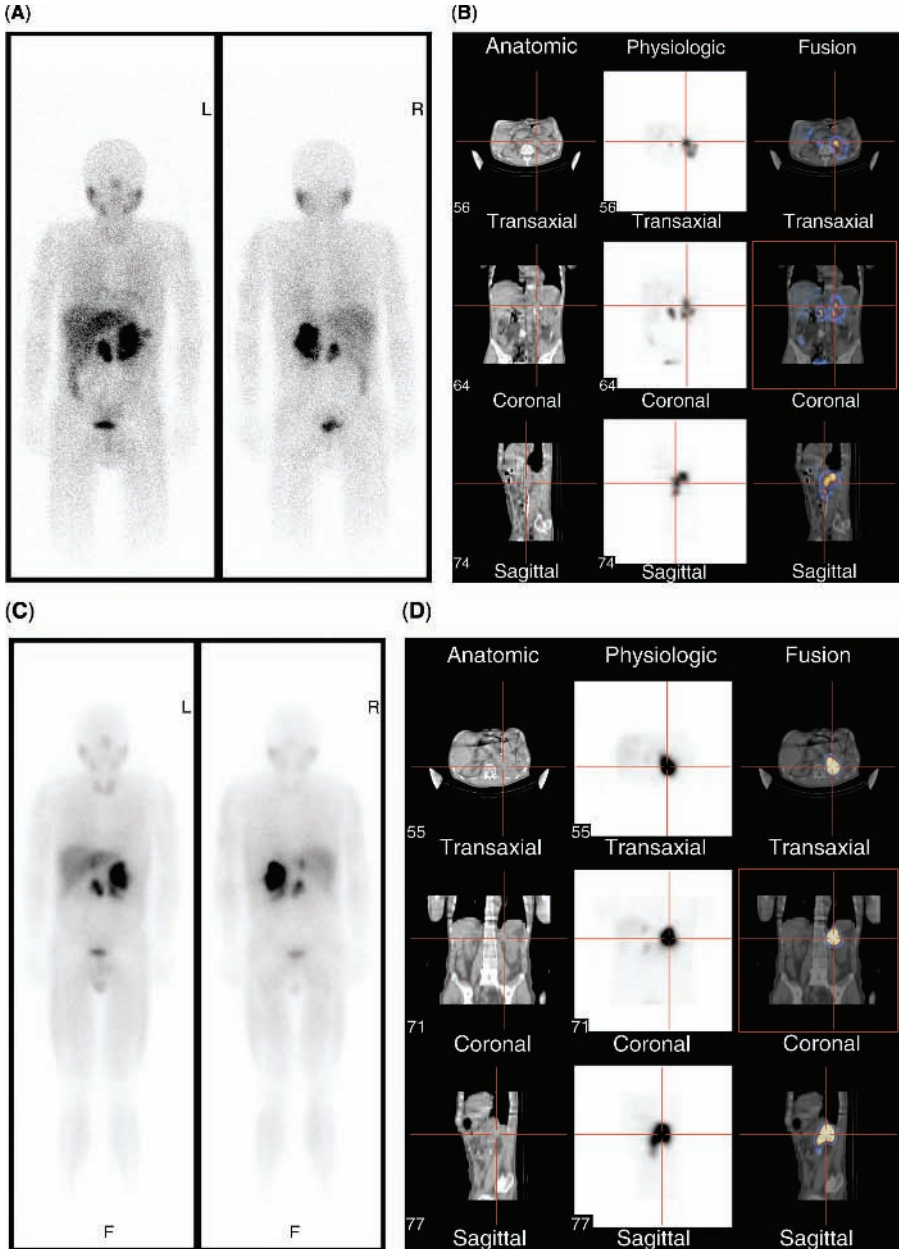 (A)
L
R
(B)
Anatomic Physiologic Fusion
56 56
Transaxial Transaxial Transaxial
64 64
Coronal Coronal Coronal
74 74
Sagittal Sagittal Sagittal
(C)
L
R
F
F
(D)
Anatomic Physiologic Fusion
55 55
Transaxial Transaxial Transaxial
71 71
Coronal Coronal Coronal
77 77
Sagittal Sagittal Sagittal